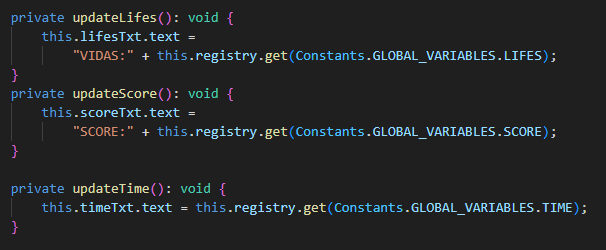 private updateLifes(): void {
this.lifesTxt.text =
"VIDAS:" + this.registry.get(Constants.GLOBAL_VARIABLES.LIFES);
}
private updateScore(): void {
this.scoreTxt.text =
"SCORE:" + this.registry.get(Constants.GLOBAL_VARIABLES.SCORE);
}
private updateTime(): void {
this.timeTxt.text = this.registry.get(Constants.GLOBAL_VARIABLES.TIME);
}